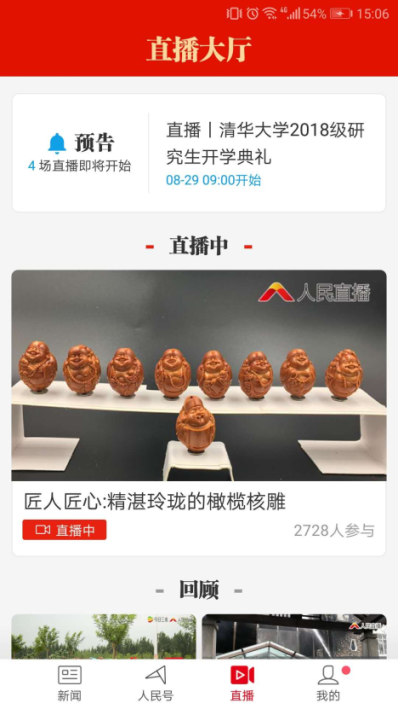 46 54% 15:06
直播大厅
预告
4 场直播即将开始
直播丨清华大学2018级研
究生开学典礼
08-29 09:00开始
直播中
人民直播
匠人匠心:精湛玲珑的橄榄核雕
直播中
2728人参与
回顾
新闻
人民号
直播
我的